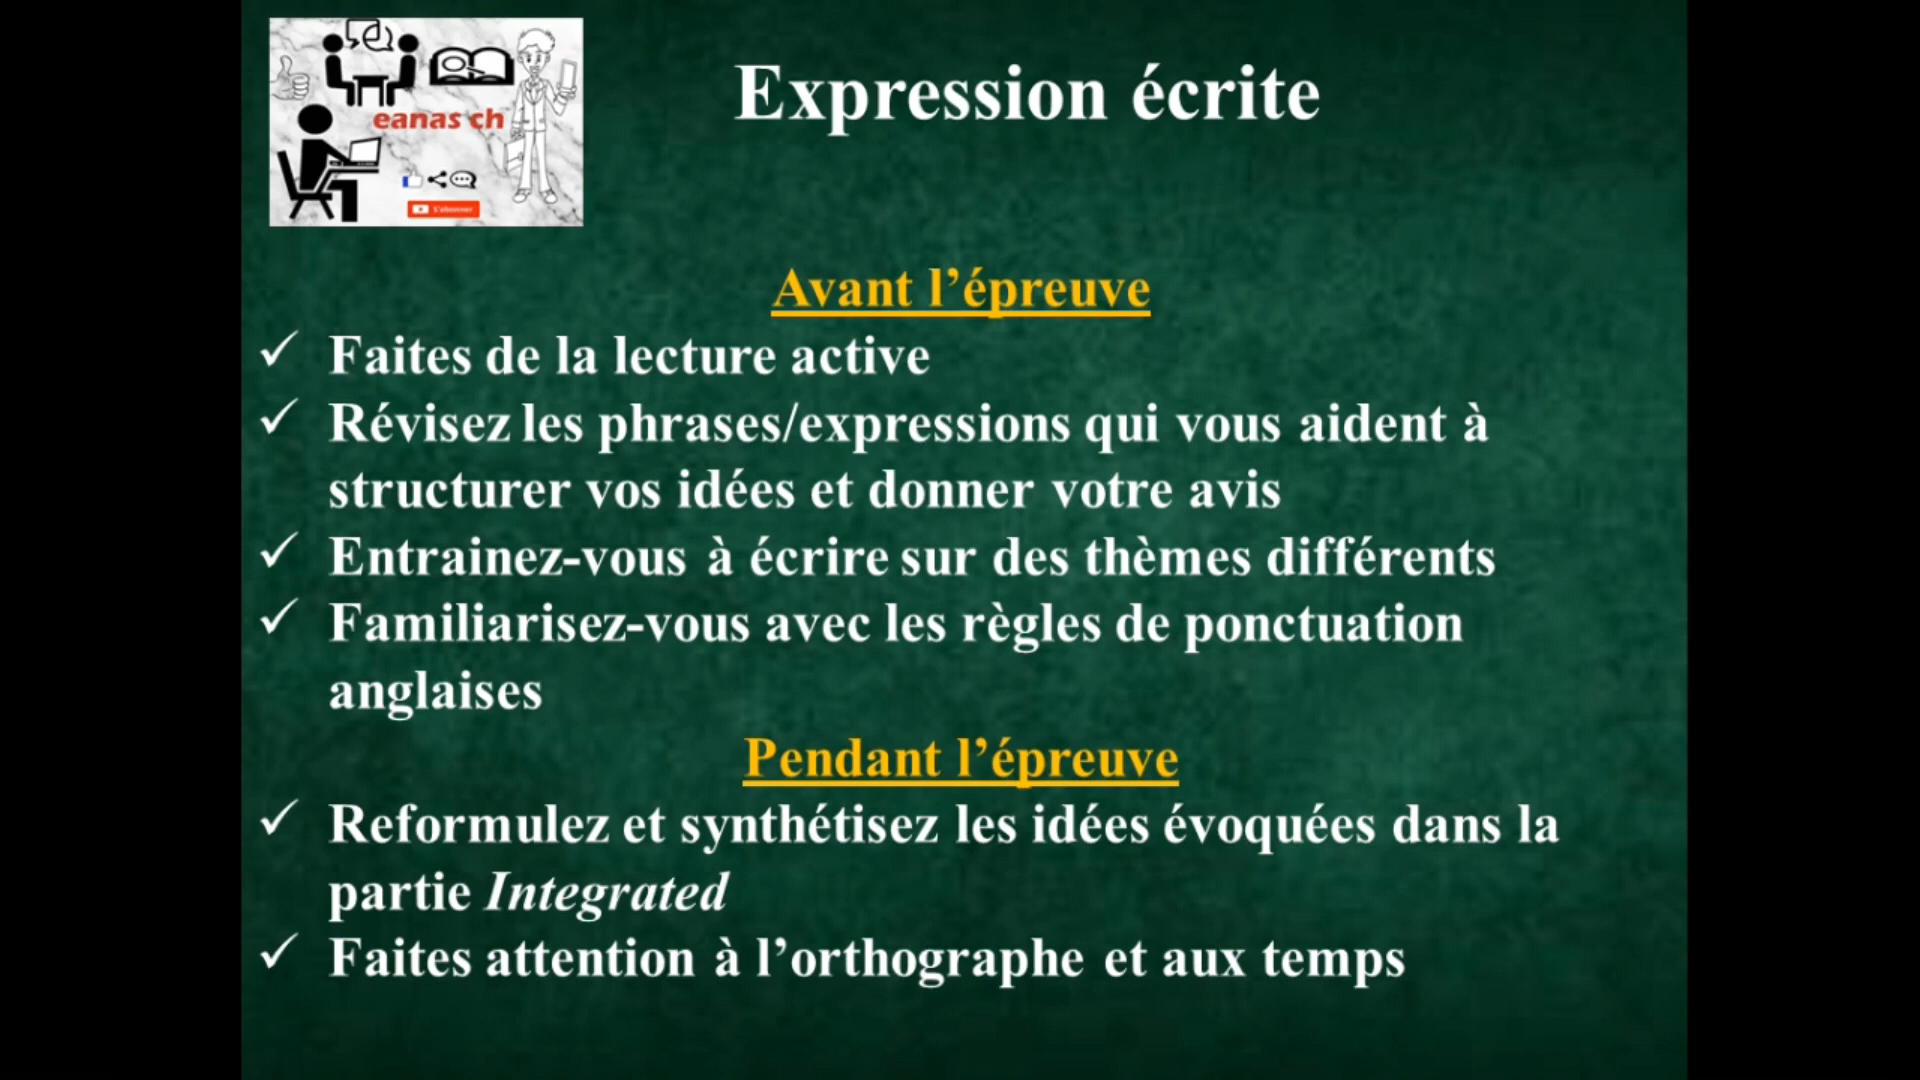 eanas ch
S'abonner
Expression écrite
Avant l’épreuve
✓ Faites de la lecture active
✓ Révisez les phrases/expressions qui vous aident à
structurer vos idées et donner votre avis
✓ Entrainez-vous à écrire sur des thèmes différents
✓ Familiarisez-vous avec les règles de ponctuation
anglaises
Pendant l’épreuve
✓ Reformulez et synthétisez les idées évoquées dans la
partie Integrated
✓ Faites attention à l’orthographe et aux temps